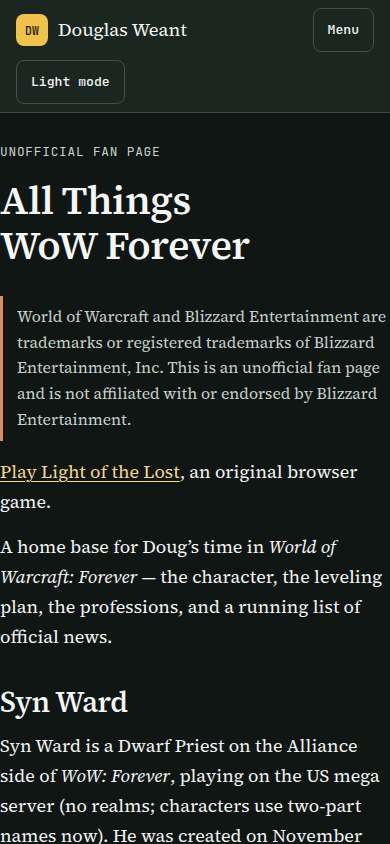 DW
Douglas Weant
Menu
Light mode
UNOFFICIAL FAN PAGE
All Things
WoW Forever
World of Warcraft and Blizzard Entertainment are
trademarks or registered trademarks of Blizzard
Entertainment, Inc. This is an unofficial fan page
and is not affiliated with or endorsed by Blizzard
Entertainment.
Play Light of the Lost, an original browser
game.
A home base for Doug’s time in World of
Warcraft: Forever — the character, the leveling
plan, the professions, and a running list of
official news.
Syn Ward
Syn Ward is a Dwarf Priest on the Alliance
side of WoW: Forever, playing on the US mega
server (no realms; characters use two-part
names now). He was created on November